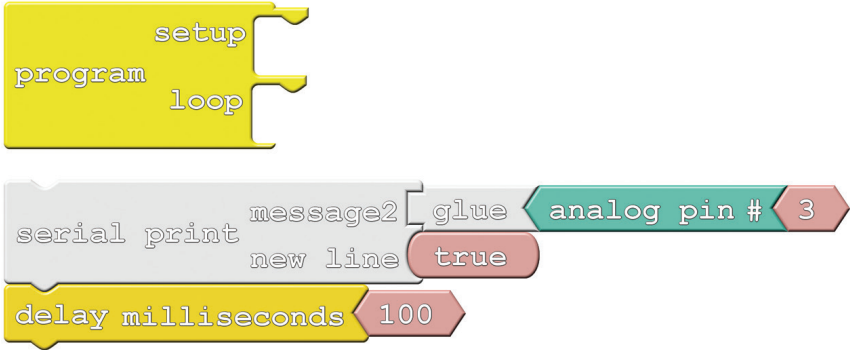 setup
program
loop
message2 glue analog pin # 3
serial print
new line true
delay milliseconds 100